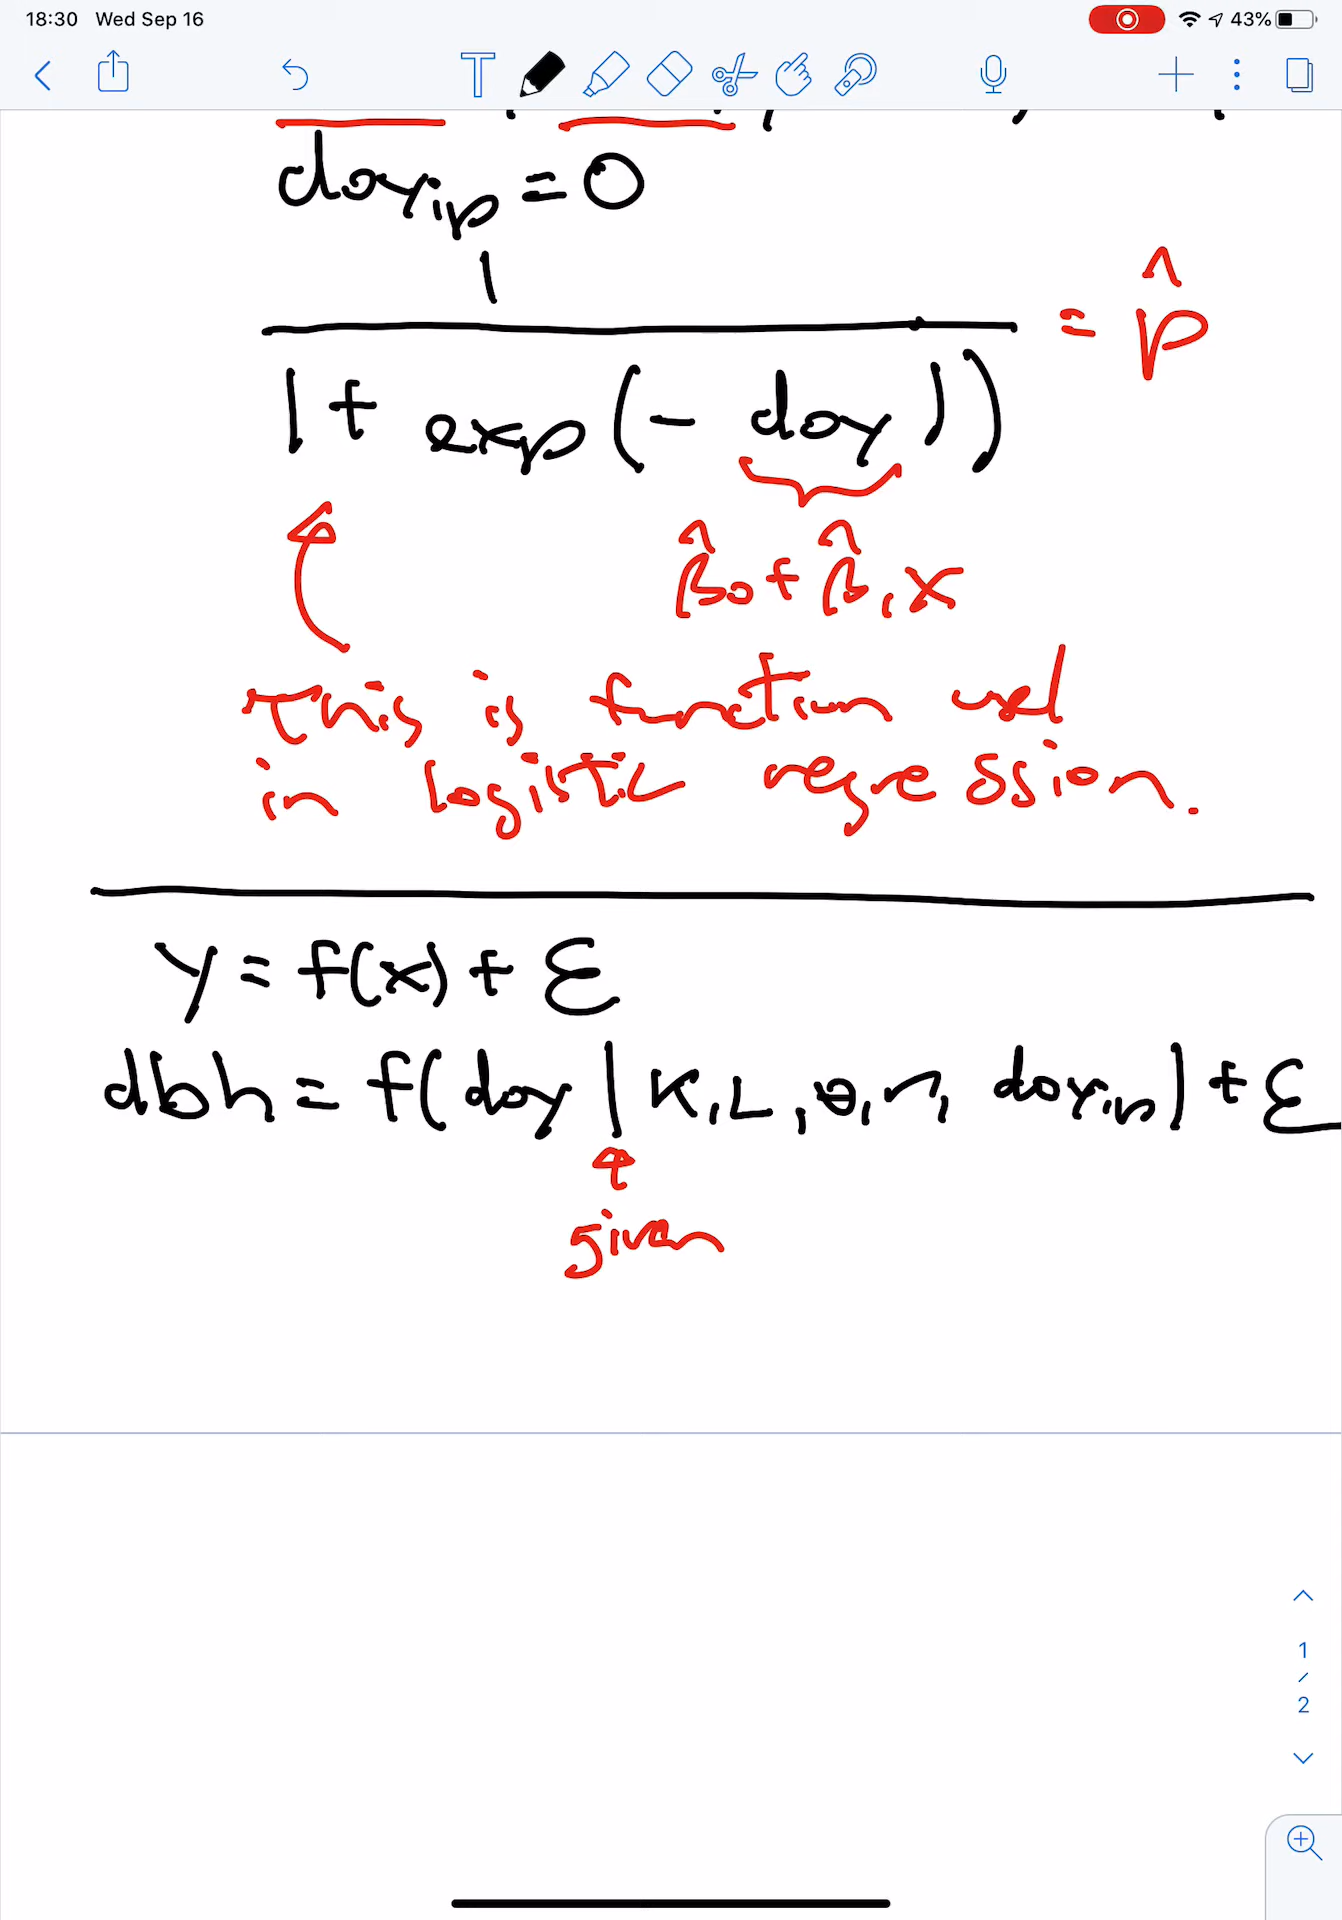 18:30 Wed Sep 16 43%
T
doy_ip = 0
1
1 + exp(- doy)) = p̂
β̂0 + β̂1x
This is function used
in logistic regression.
y = f(x) + ε
dbh = f(doy | K, L, θ, r, doy_ip) + ε
given
1
/
2